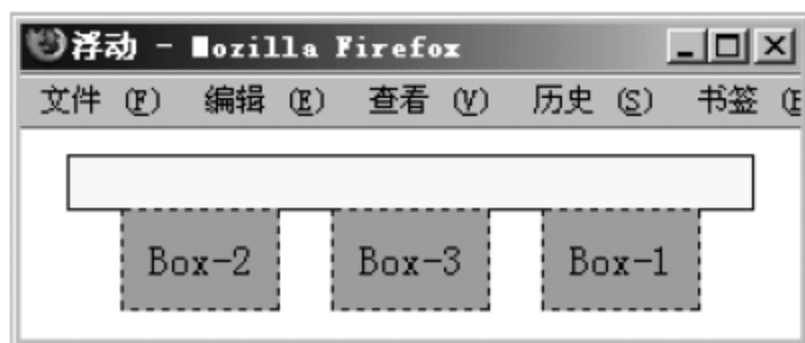 浮动 - Mozilla Firefox
文件 (F) 编辑 (E) 查看 (V) 历史 (S) 书签
Box-2 Box-3 Box-1